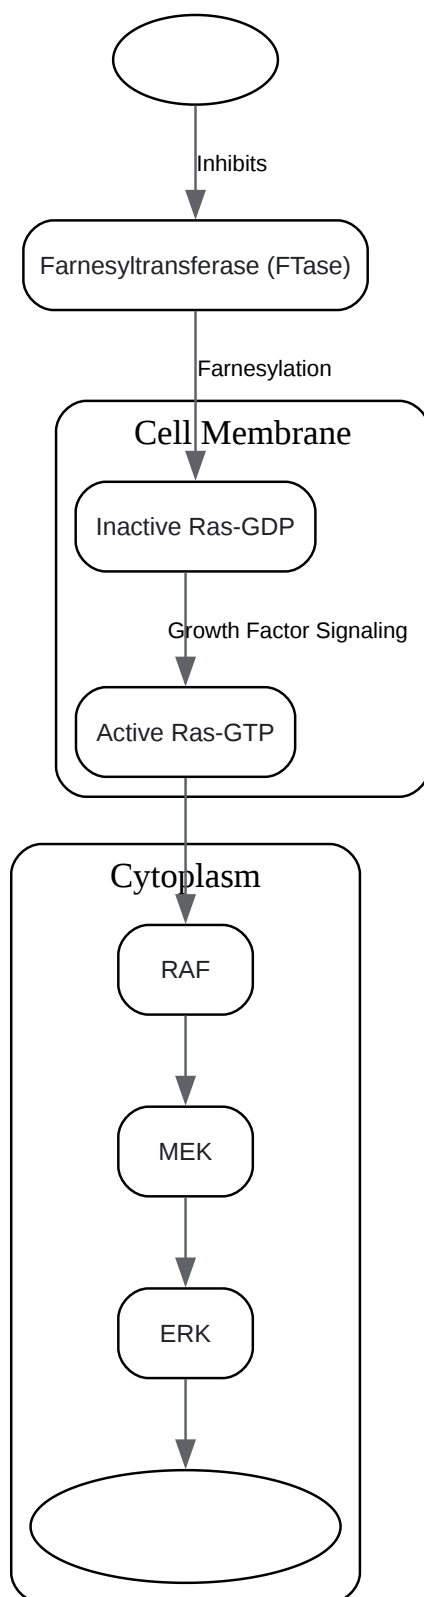 Inhibits
Farnesyltransferase (FTase)
Farnesylation
Cell Membrane
Inactive Ras-GDP
Growth Factor Signaling
Active Ras-GTP
Cytoplasm
RAF
MEK
ERK